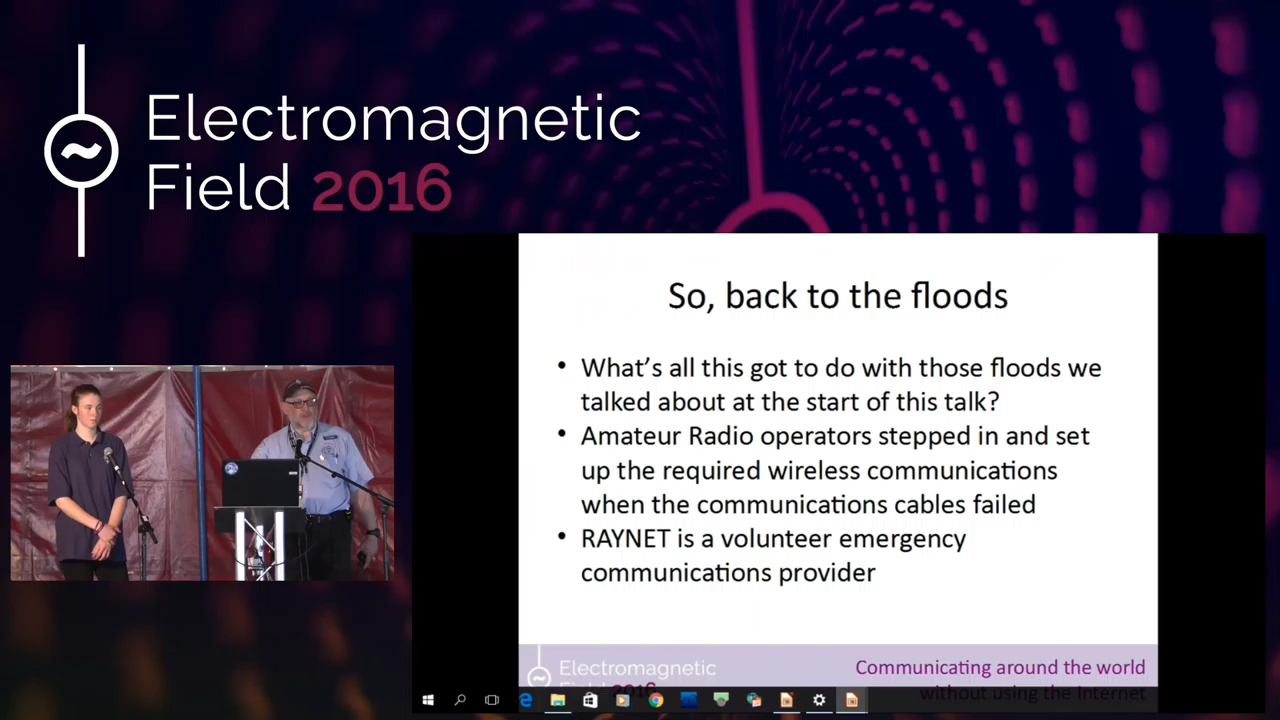 Electromagnetic
Field 2016
So, back to the floods
• What's all this got to do with those floods we
talked about at the start of this talk?
• Amateur Radio operators stepped in and set
up the required wireless communications
when the communications cables failed
• RAYNET is a volunteer emergency
communications provider
Electromagnetic
Field 2016
Communicating around the world
without using the Internet